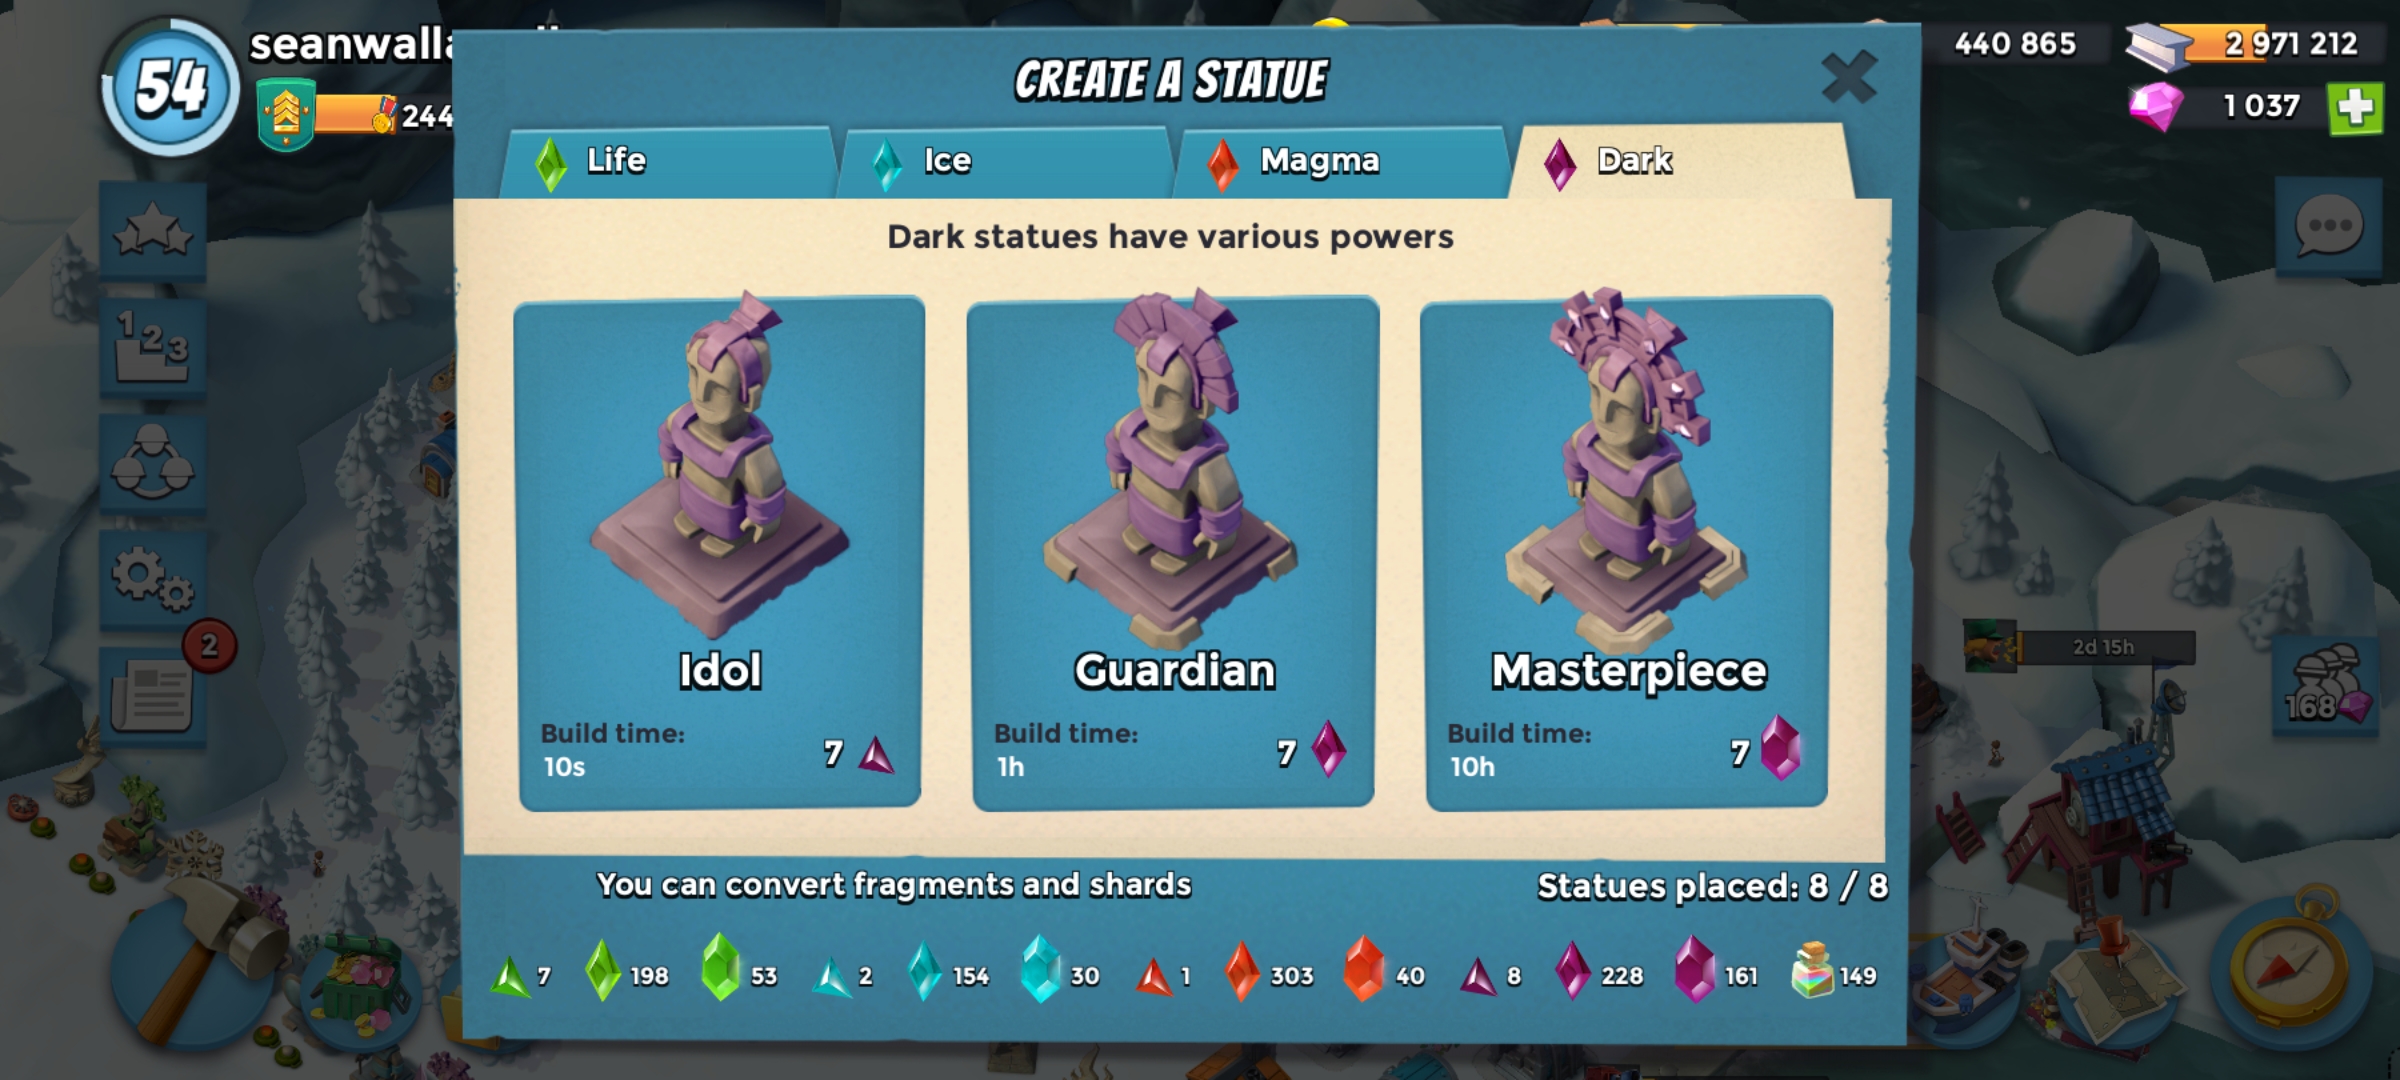 54
244
440 865
2 971 212
1 037
CREATE A STATUE
Life
Ice
Magma
Dark
Dark statues have various powers
1 2 3
2
Idol
Build time:
10s
7
Guardian
Build time:
1h
7
Masterpiece
Build time:
10h
7
2d 15h
168
You can convert fragments and shards
Statues placed: 8 / 8
7 198 53 2 154 30 1 303 40 8 228 161 149